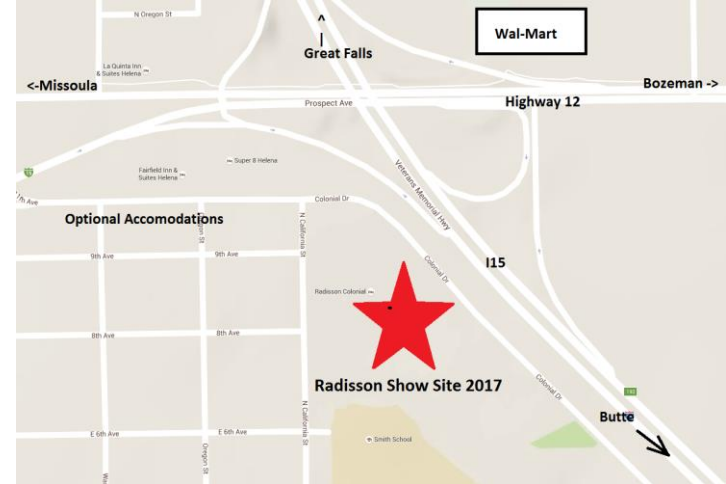 N Oregon St
^
|
Great Falls
Wal-Mart
La Quinta Inn
& Suites Helena
<-Missoula
Bozeman ->
Prospect Ave
Highway 12
Super 8 Helena
Fairfield Inn &
Suites Helena
Veterans Memorial Hwy
Colonial Dr
Optional Accomodations
N California St
9th Ave
9th Ave
Colonial Dr
I15
Radisson Colonial
8th Ave
8th Ave
Radisson Show Site 2017
Colonial Dr
N California St
Butte
E 6th Ave
E 6th Ave
Smith School
Oregon St